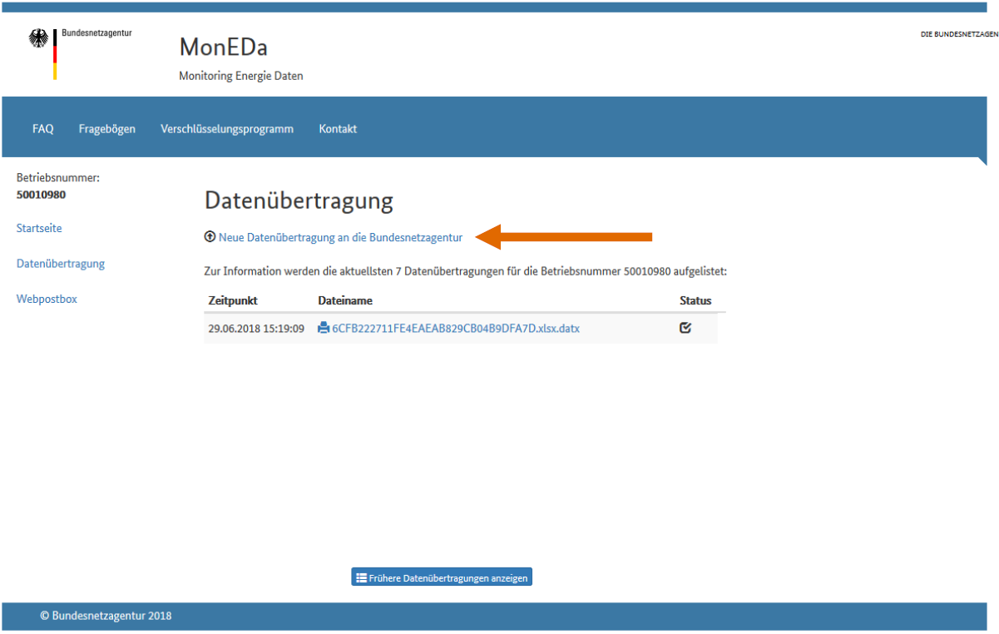 Bundesnetzagentur
MonEDa
Monitoring Energie Daten
DIE BUNDESNETZAGEN
FAQ Fragebögen Verschlüsselungsprogramm Kontakt
Betriebsnummer:
50010980
Startseite
Datenübertragung
Webpostbox
Datenübertragung
Neue Datenübertragung an die Bundesnetzagentur
Zur Information werden die aktuellsten 7 Datenübertragungen für die Betriebsnummer 50010980 aufgelistet:
Zeitpunkt Dateiname Status
29.06.2018 15:19:09 6CFB222711FE4EAEAB829CB04B9DFA7D.xlsx.datx
Frühere Datenübertragungen anzeigen
© Bundesnetzagentur 2018